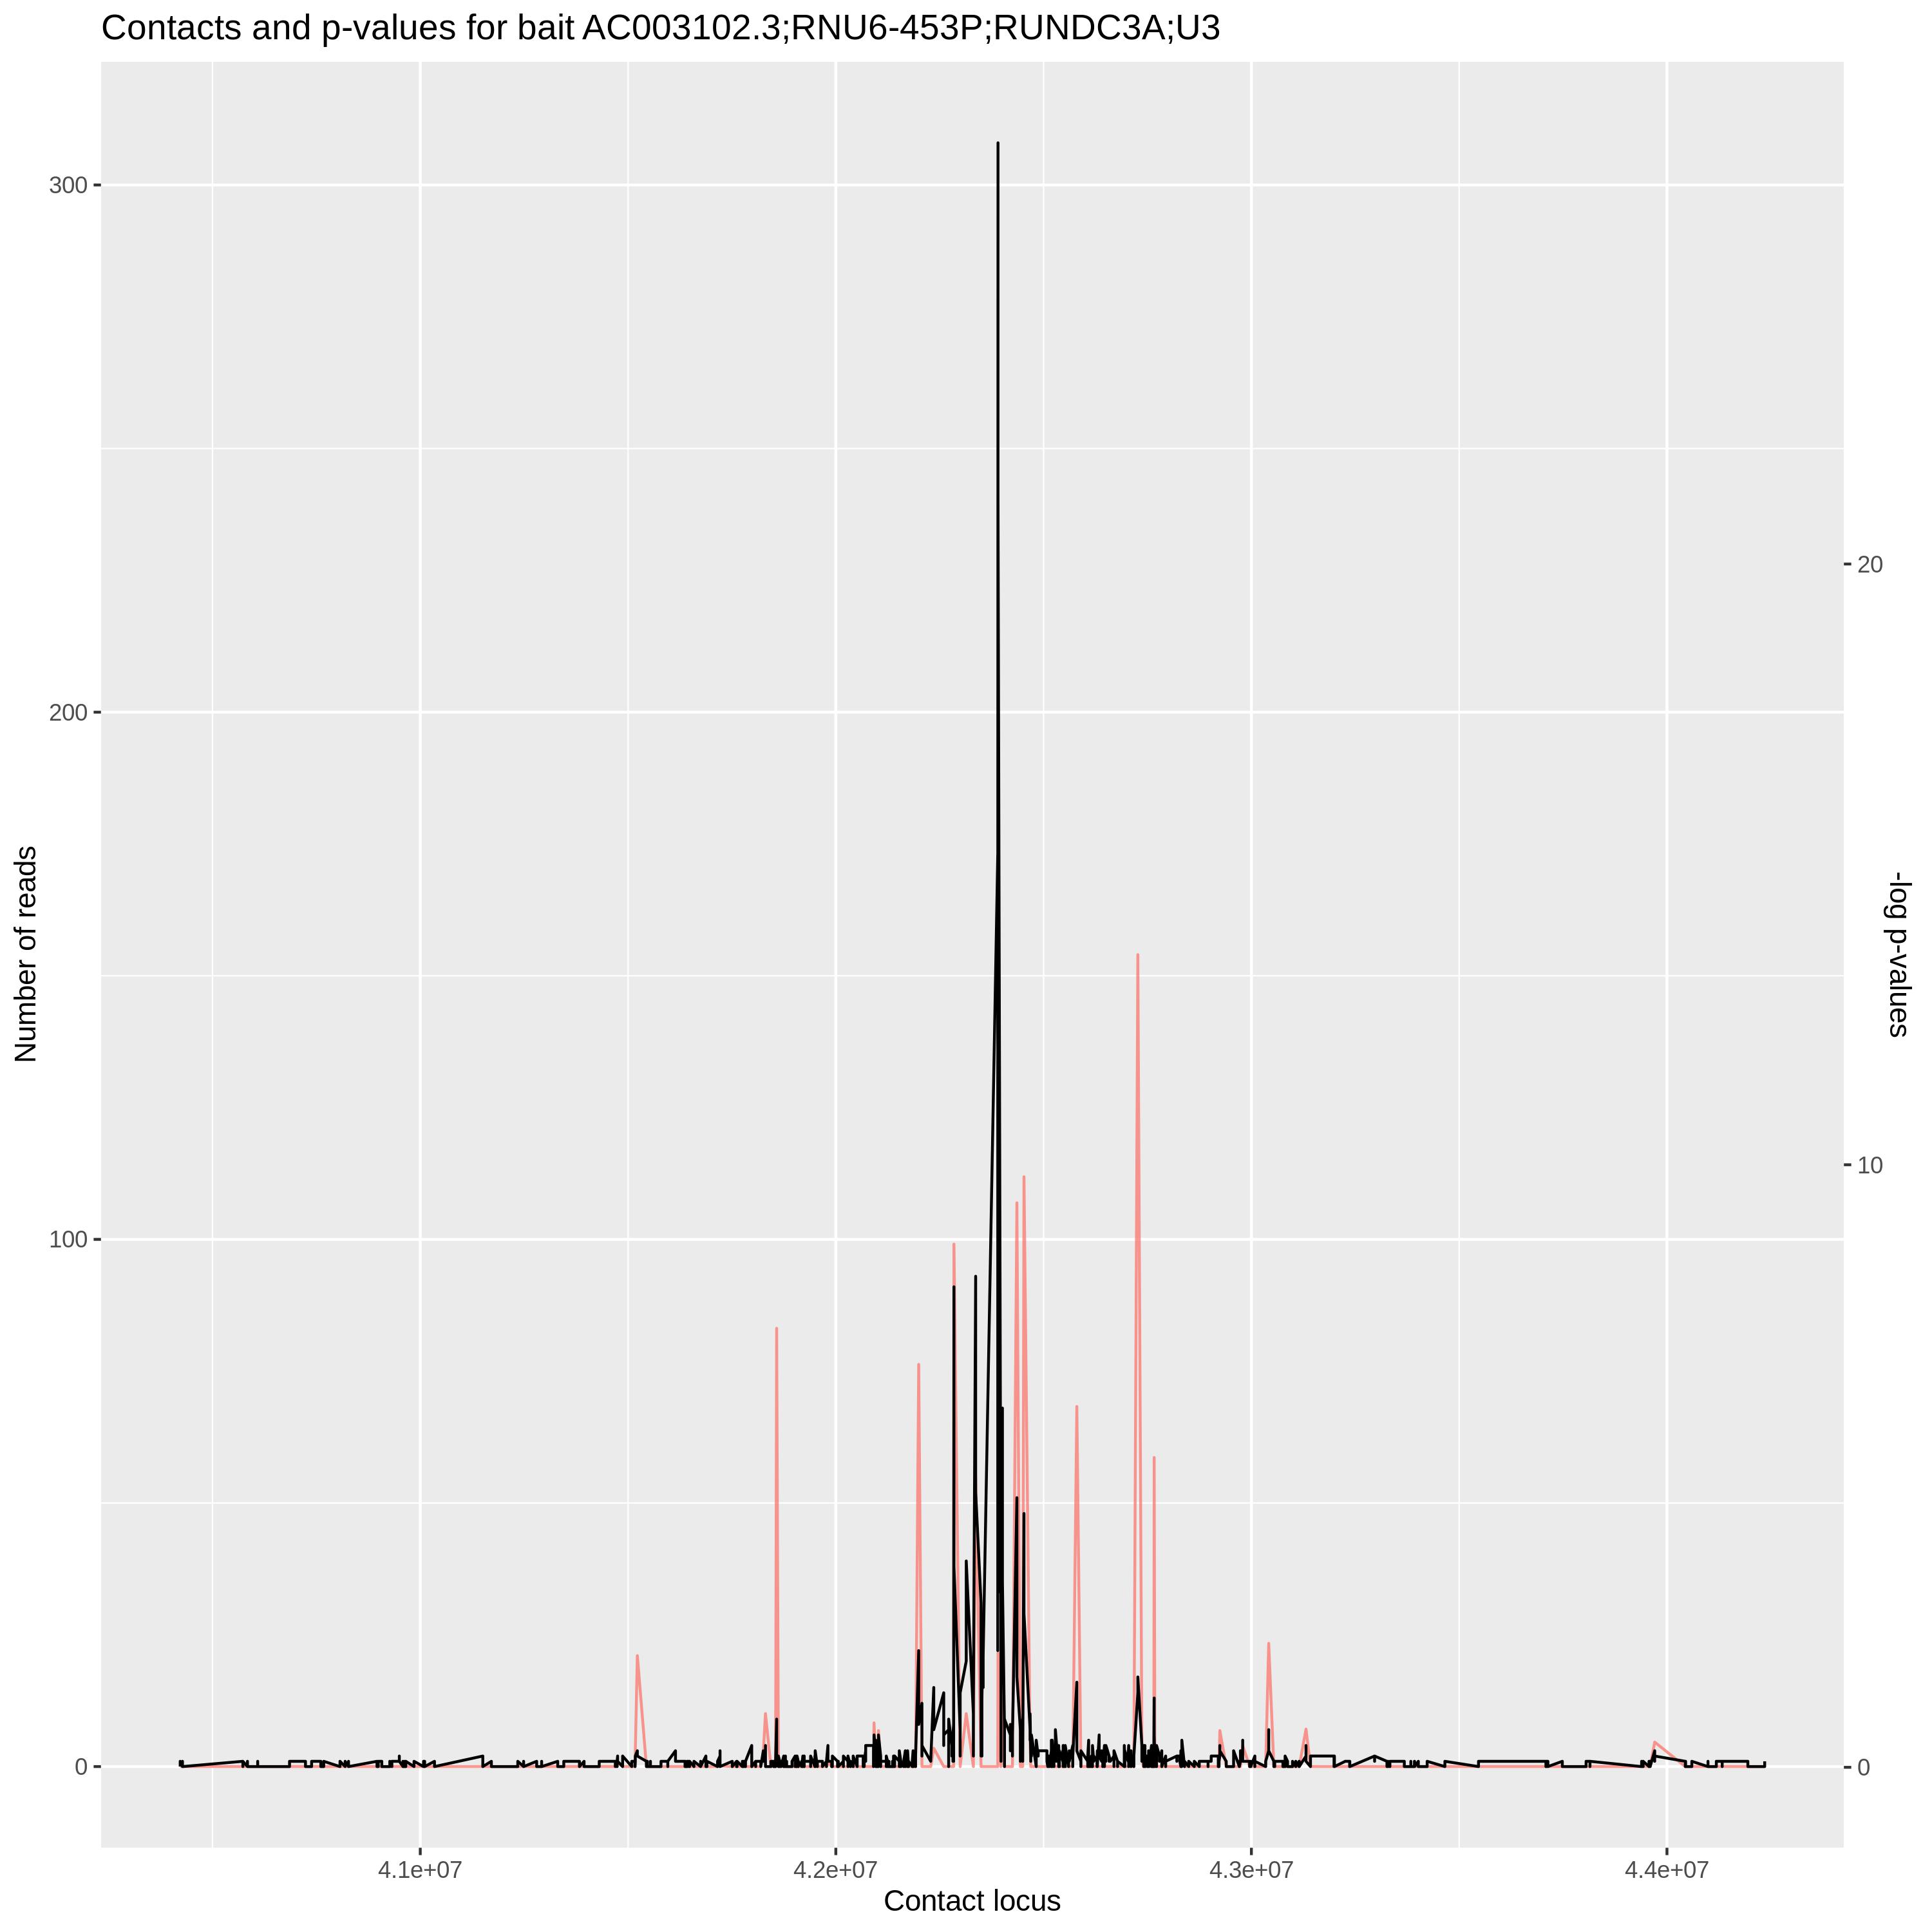 Contacts and p-values for bait AC003102.3;RNU6-453P;RUNDC3A;U3
300
200
100
0
Number of reads
20
10
0
-log p-values
4.1e+07
4.2e+07
4.3e+07
4.4e+07
Contact locus